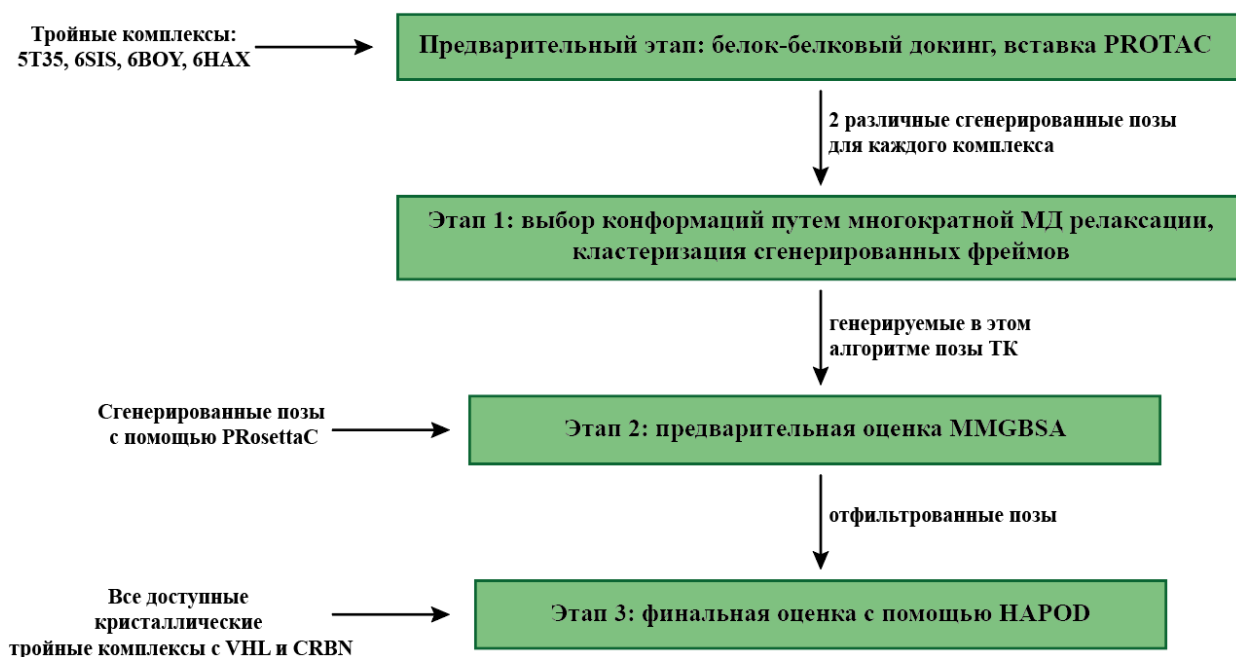 Тройные комплексы:
5T35, 6SIS, 6BOY, 6HAX
Предварительный этап: белок-белковый докинг, вставка PROTAC
2 различные сгенерированные позы
для каждого комплекса
Этап 1: выбор конформаций путем многократной МД релаксации,
кластеризация сгенерированных фреймов
генерируемые в этом
алгоритме позы ТК
Сгенерированные позы
с помощью PRosettaC
Этап 2: предварительная оценка MMGBSA
отфильтрованные позы
Все доступные
кристаллические
тройные комплексы с VHL и CRBN
Этап 3: финальная оценка с помощью HAPOD